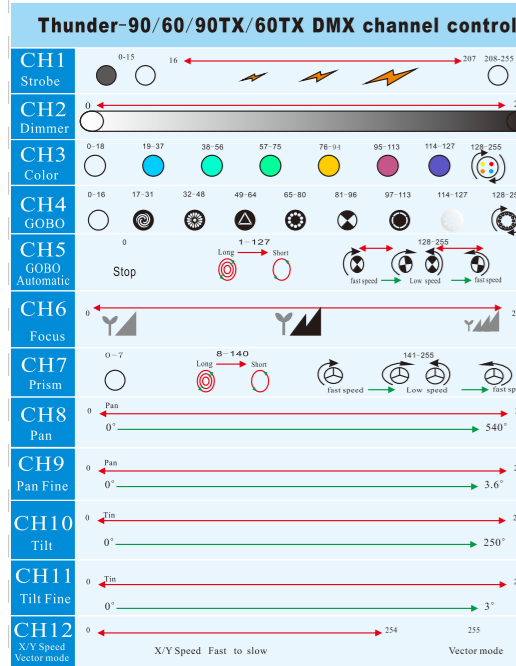 Thunder-90/60/90TX/60TX DMX channel control
CH1
Strobe
0-15
16
207
208-255
CH2
Dimmer
0
CH3
Color
0-18
19-37
38-56
57-75
76-94
95-113
114-127
128-255
CH4
GOBO
0-16
17-31
32-48
49-64
65-80
81-96
97-113
114-127
CH5
GOBO
Automatic
0
Stop
1-127
Long
Short
128-255
fast speed
Low speed
fast speed
CH6
Focus
0
CH7
Prism
0-7
8-140
Long
Short
141-255
fast speed
Low speed
CH8
Pan
0
Pan
0°
540°
CH9
Pan Fine
0
Pan
0°
3.6°
CH10
Tilt
0
Tin
0°
250°
CH11
Tilt Fine
0
Tin
0°
3°
CH12
X/Y Speed
Vector mode
0
254
255
X/Y Speed Fast to slow
Vector mode